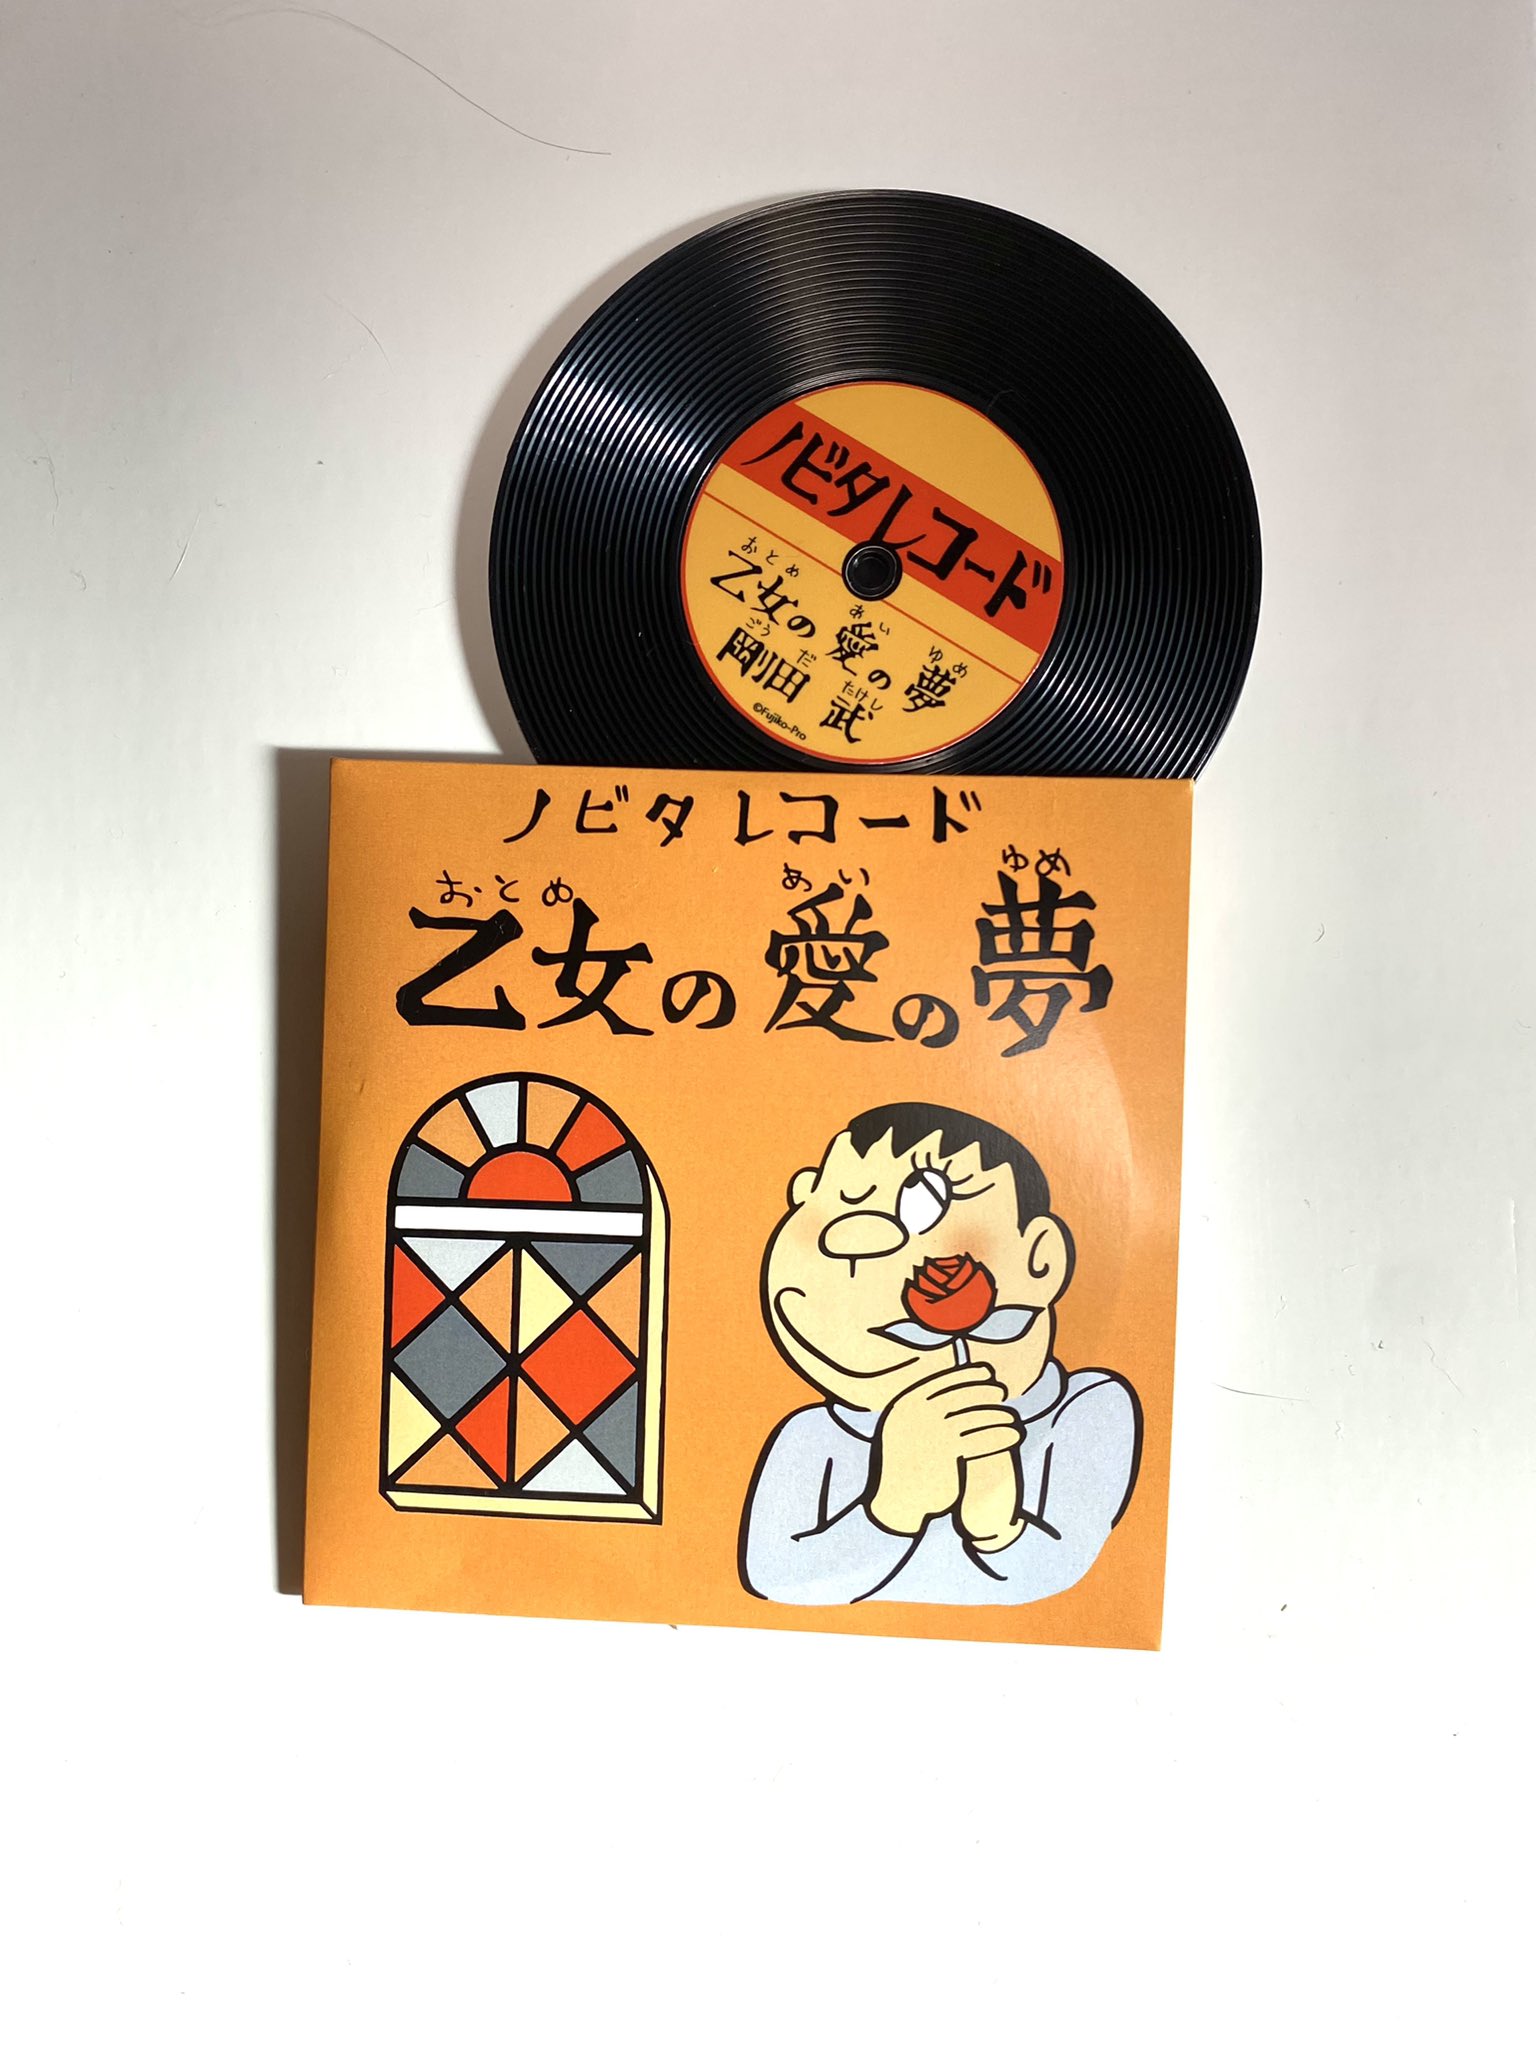 ノビタレコード
おとめ あい ゆめ
乙女の愛の夢
ごうだ たけし
剛田 武
©Fujiko-Pro
ノビタレコード
おとめ あい ゆめ
乙女の愛の夢